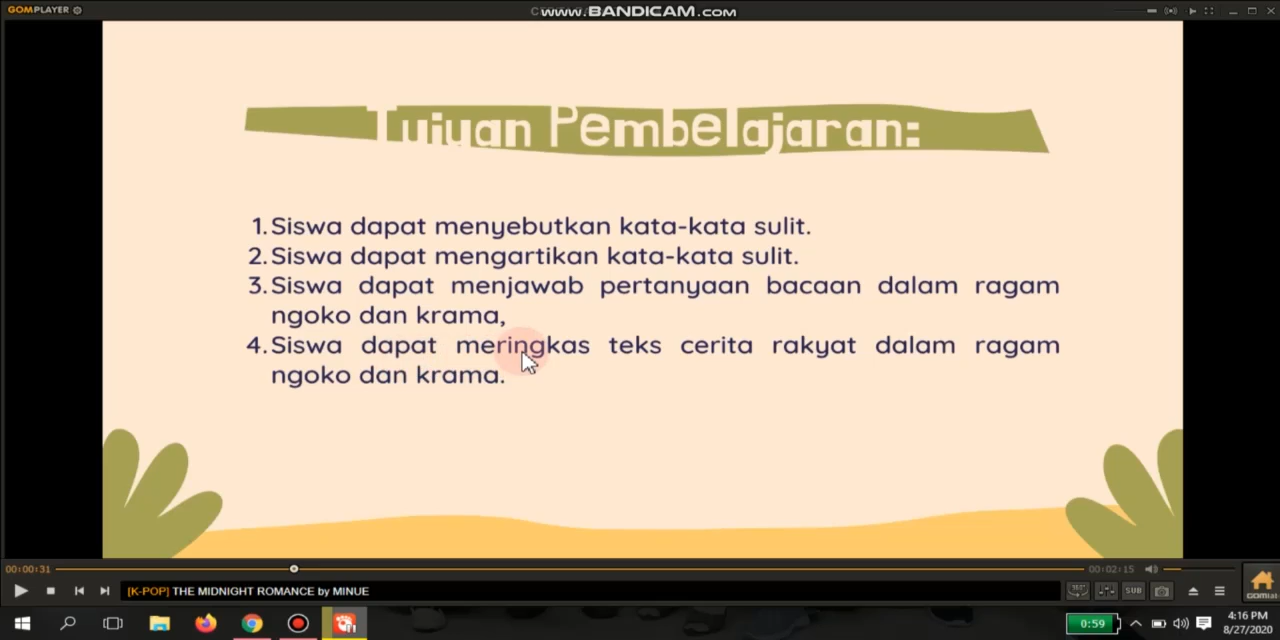 GOMPLAYER
www.BANDICAM.com
Tujuan Pembelajaran:
1. Siswa dapat menyebutkan kata-kata sulit.
2. Siswa dapat mengartikan kata-kata sulit.
3. Siswa dapat menjawab pertanyaan bacaan dalam ragam
ngoko dan krama,
4. Siswa dapat meringkas teks cerita rakyat dalam ragam
ngoko dan krama.
00:00:31
00:02:15
[K-POP] THE MIDNIGHT ROMANCE by MINUE
360°
SUB
0:59
4:16 PM
8/27/2020